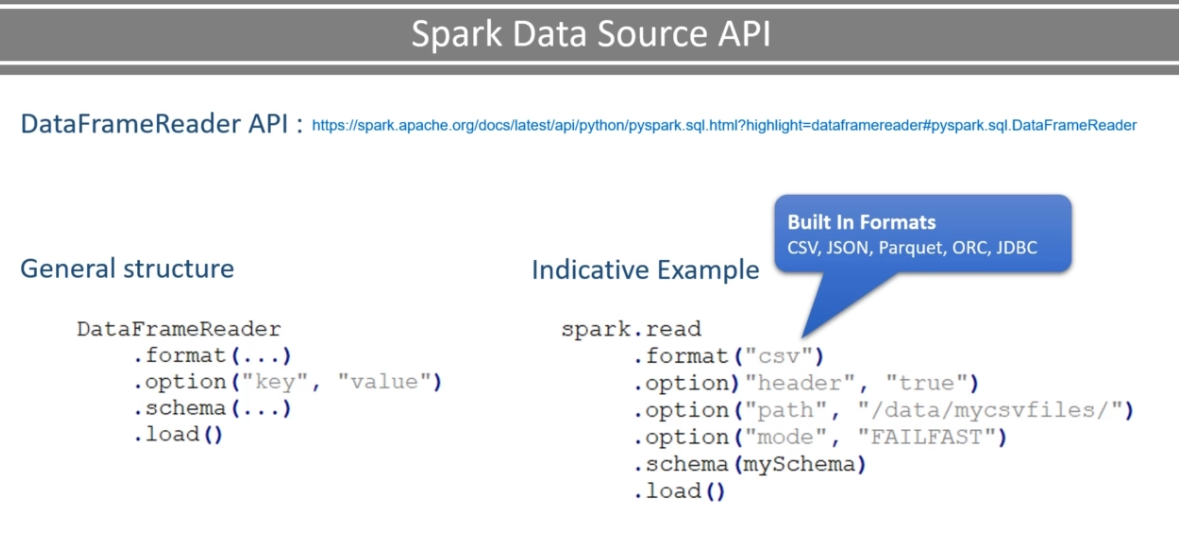 Spark Data Source API
DataFrameReader API : https://spark.apache.org/docs/latest/api/python/pyspark.sql.html?highlight=dataframereader#pyspark.sql.DataFrameReader
General structure
DataFrameReader
.format(...)
.option("key", "value")
.schema(...)
.load()
Indicative Example
Built In Formats
CSV, JSON, Parquet, ORC, JDBC
spark.read
.format("csv")
.option)"header", "true")
.option("path", "/data/mycsvfiles/")
.option("mode", "FAILFAST")
.schema(mySchema)
.load()